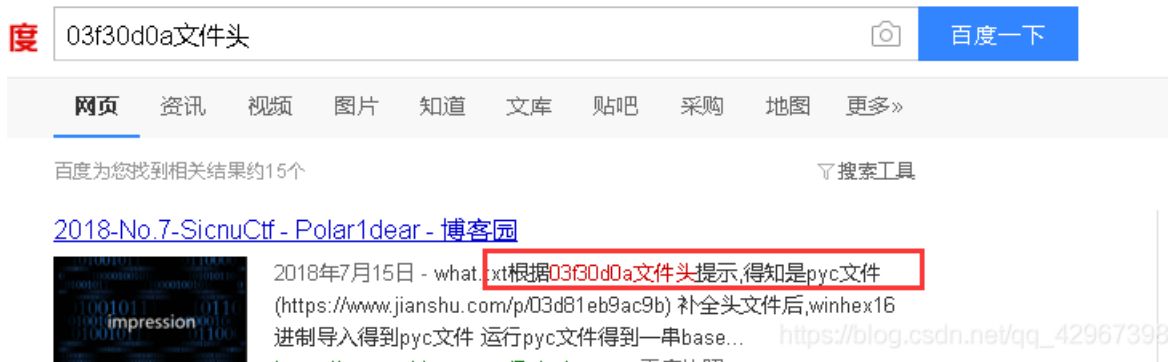 度 03f30d0a文件头 百度一下
网页 资讯 视频 图片 知道 文库 贴吧 采购 地图 更多»
百度为您找到相关结果约15个 搜索工具
2018-No.7-SicnuCtf - Polar1dear - 博客园
2018年7月15日 - what.txt根据03f30d0a文件头提示,得知是pyc文件
(https://www.jianshu.com/p/03d81eb9ac9b) 补全头文件后,winhex16
impression
进制导入得到pyc文件 运行pyc文件得到一串base...
https://blog.csdn.net/qq_42967398